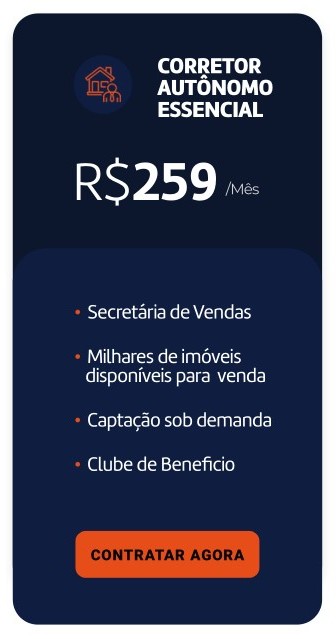 CORRETOR
AUTÔNOMO
ESSENCIAL
R$259 /Mês
• Secretária de Vendas
• Milhares de imóveis
disponíveis para venda
• Captação sob demanda
• Clube de Beneficio
CONTRATAR AGORA